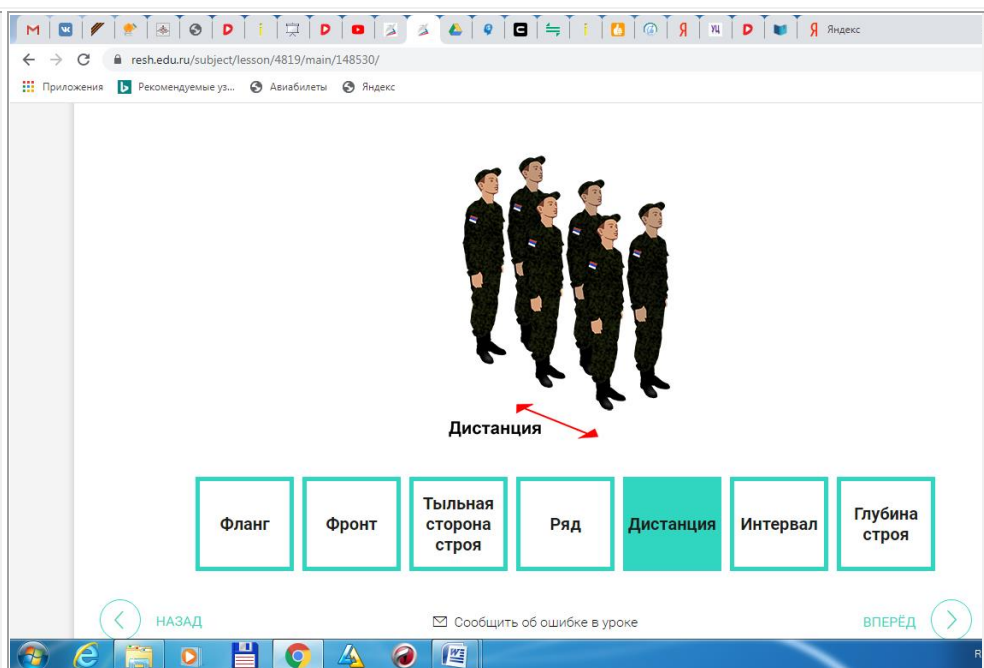 Яндекс
resh.edu.ru/subject/lesson/4819/main/148530/
Приложения Рекомендуемые уз... Авиабилеты Яндекс
Дистанция
Фланг
Фронт
Тыльная
сторона
строя
Ряд
Дистанция
Интервал
Глубина
строя
НАЗАД
Сообщить об ошибке в уроке
ВПЕРЁД